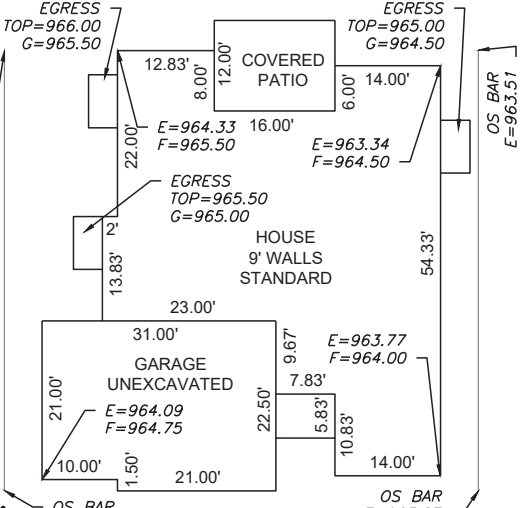 EGRESS
TOP=966.00
G=965.50
EGRESS
TOP=965.00
G=964.50
12.83'
8.00'
12.00'
COVERED
PATIO
6.00'
14.00'
OS BAR
E=963.51
16.00'
E=964.33
F=965.50
22.00'
E=963.34
F=964.50
EGRESS
TOP=965.50
G=965.00
2'
13.83'
HOUSE
9' WALLS
STANDARD
54.33'
23.00'
31.00'
9.67'
E=963.77
F=964.00
GARAGE
UNEXCAVATED
21.00'
7.83'
E=964.09
F=964.75
22.50'
5.83'
10.83'
10.00'
1.50'
21.00'
14.00'
OS BAR
OS BAR